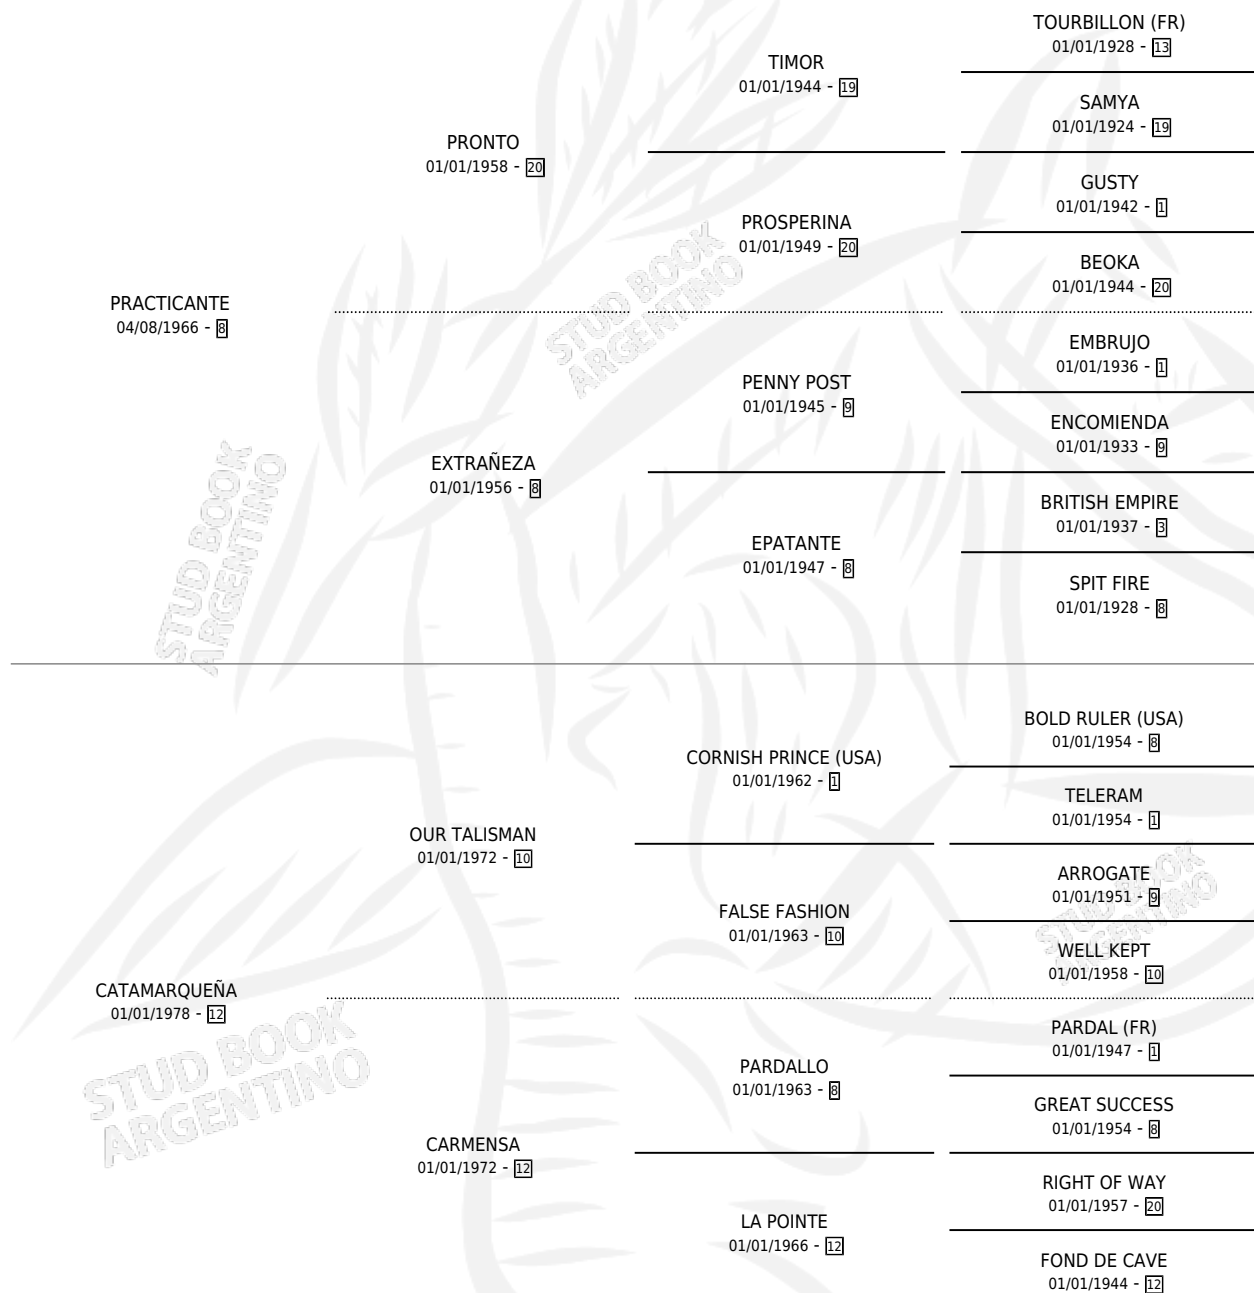 TOURBILLON (FR)
01/01/1928 - 13
TIMOR
01/01/1944 - 19
SAMYA
01/01/1924 - 19
PRONTO
01/01/1958 - 20
GUSTY
01/01/1942 - 1
PROSPERINA
01/01/1949 - 20
BEOKA
01/01/1944 - 20
PRACTICANTE
04/08/1966 - 8
EMBRUJO
01/01/1936 - 1
PENNY POST
01/01/1945 - 9
ENCOMIENDA
01/01/1933 - 9
EXTRAÑEZA
01/01/1956 - 8
BRITISH EMPIRE
01/01/1937 - 3
EPATANTE
01/01/1947 - 8
SPIT FIRE
01/01/1928 - 8
BOLD RULER (USA)
01/01/1954 - 8
CORNISH PRINCE (USA)
01/01/1962 - 1
TELERAM
01/01/1954 - 1
OUR TALISMAN
01/01/1972 - 10
ARROGATE
01/01/1951 - 9
FALSE FASHION
01/01/1963 - 10
WELL KEPT
01/01/1958 - 10
CATAMARQUEÑA
01/01/1978 - 12
PARDAL (FR)
01/01/1947 - 1
PARDALLO
01/01/1963 - 8
GREAT SUCCESS
01/01/1954 - 8
CARMENSA
01/01/1972 - 12
RIGHT OF WAY
01/01/1957 - 20
LA POINTE
01/01/1966 - 12
FOND DE CAVE
01/01/1944 - 12
STUD BOOK
ARGENTINO
STUD BOOK
ARGENTINO
STUD BOOK
ARGENTINO
STUD BOOK
ARGENTINO